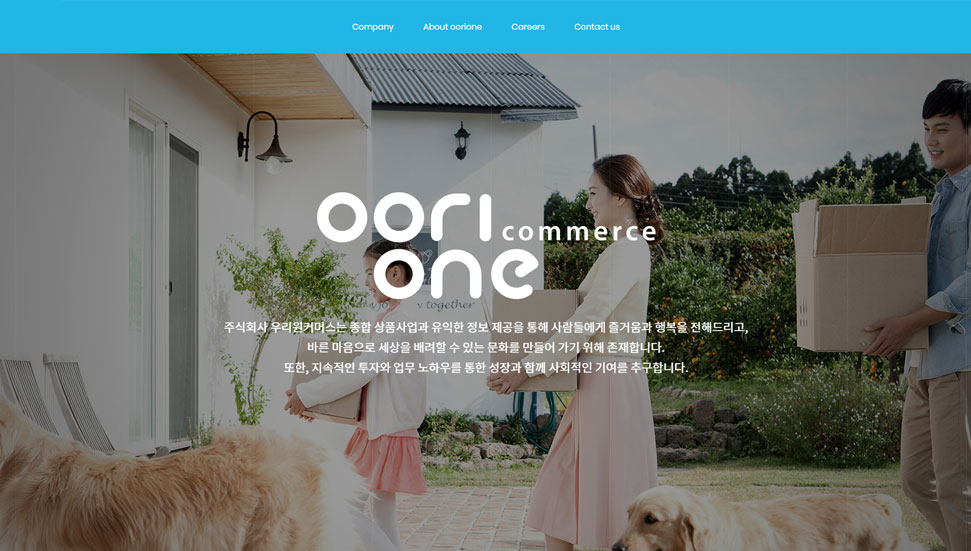 Company About oorione Careers Contact us
oori commerce
one
together
주식회사 우리원커머스는 종합 상품사업과 유익한 정보 제공을 통해 사람들에게 즐거움과 행복을 전해드리고,
바른 마음으로 세상을 배려할 수 있는 문화를 만들어 가기 위해 존재합니다.
또한, 지속적인 투자와 업무 노하우를 통한 성장과 함께 사회적인 기여를 추구합니다.